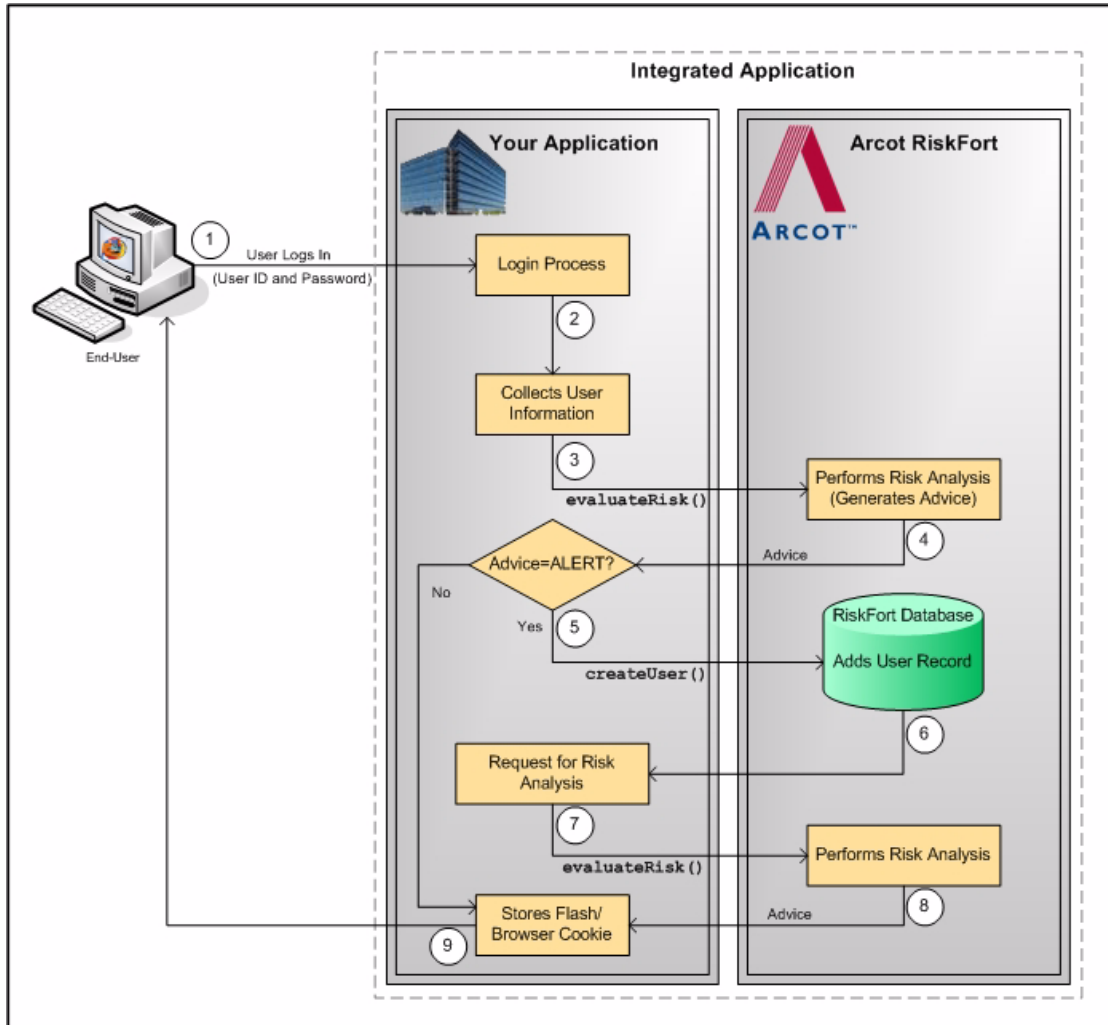 Integrated Application
Your Application
Arcot RiskFort
ARCOT™
1
User Logs In
(User ID and Password)
End-User
Login Process
2
Collects User
Information
3
evaluateRisk()
Performs Risk Analysis
(Generates Advice)
4
Advice
Advice=ALERT?
No
Yes
5
createUser()
RiskFort Database
Adds User Record
6
Request for Risk
Analysis
7
evaluateRisk()
Performs Risk Analysis
8
Advice
Stores Flash/
Browser Cookie
9